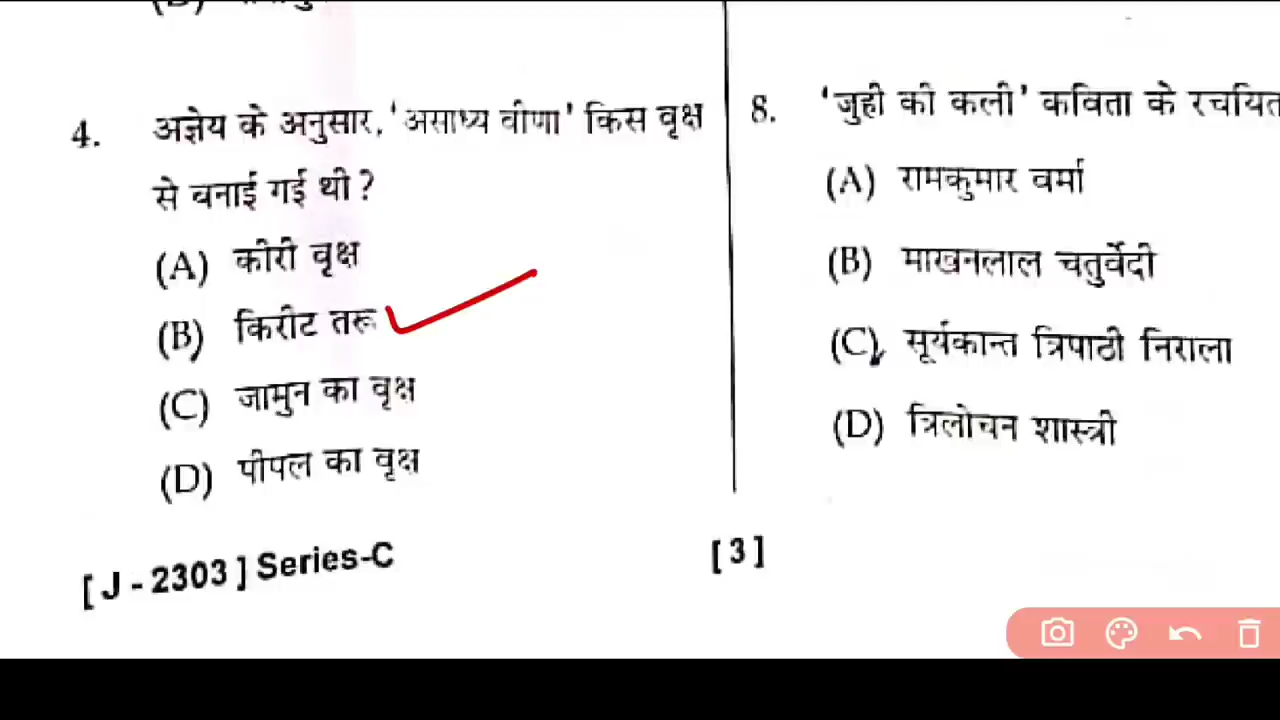 4. अज्ञेय के अनुसार, 'असाध्य वीणा' किस वृक्ष
से बनाई गई थी?
(A) कीरी वृक्ष
(B) किरीट तरू
(C) जामुन का वृक्ष
(D) पीपल का वृक्ष
[ J - 2303 ] Series-C
8. 'जुही की कली' कविता के
(A) रामकुमार वर्मा
(B) माखनलाल चतुर्वेदी
(C) सूर्यकान्त त्रिपाठी निराला
(D) त्रिलोचन शास्त्री
[ 3 ]